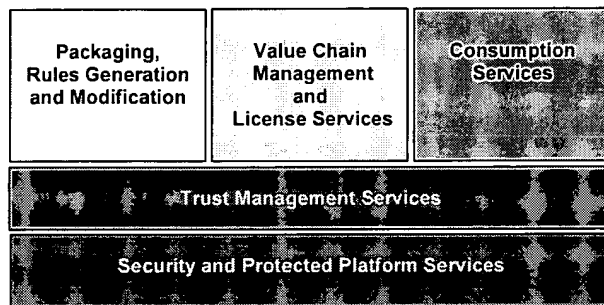 Packaging,
Rules Generation
and Modification
Value Chain
Management
and
License Services
Consumption
Services
Trust Management Services
Security and Protected Platform Services